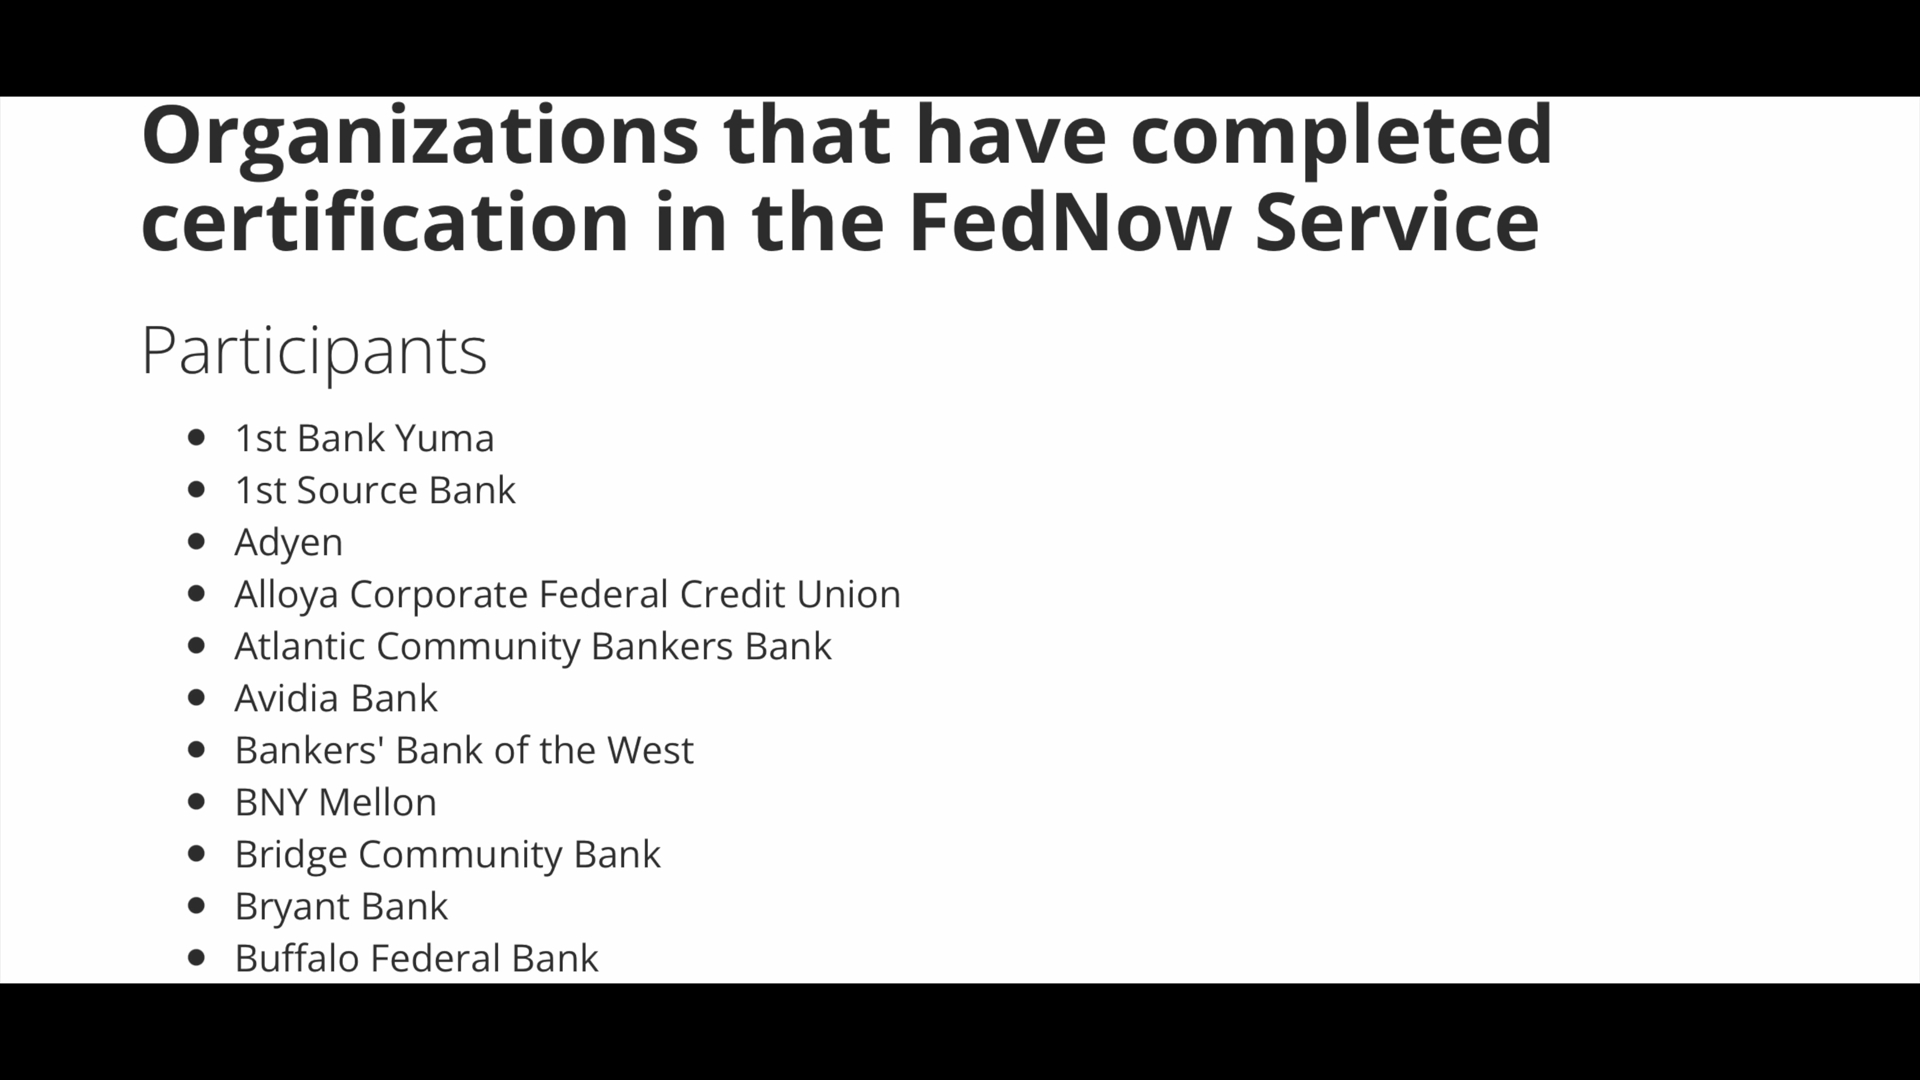 Organizations that have completed
certification in the FedNow Service
Participants
1st Bank Yuma
1st Source Bank
Adyen
Alloya Corporate Federal Credit Union
Atlantic Community Bankers Bank
Avidia Bank
Bankers' Bank of the West
BNY Mellon
Bridge Community Bank
Bryant Bank
Buffalo Federal Bank